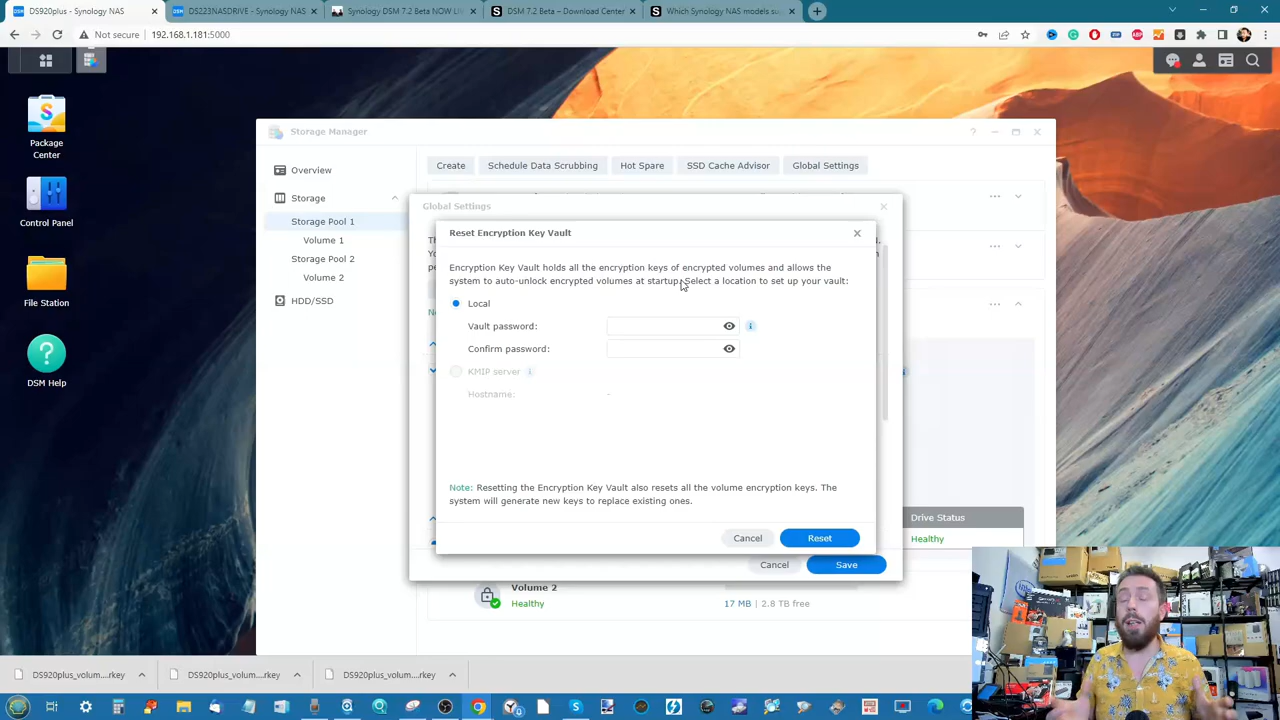 DS920plus - Synology NAS
DS223NASDRIVE - Synology NAS
Synology DSM 7.2 Beta NOW LI
DSM 7.2 Beta – Download Center
Which Synology NAS models su
Not secure
192.168.1.181:5000
Package
Center
Control Panel
File Station
DSM Help
Storage Manager
Overview
Storage
Storage Pool 1
Volume 1
Storage Pool 2
Volume 2
HDD/SSD
Create
Schedule Data Scrubbing
Hot Spare
SSD Cache Advisor
Global Settings
Global Settings
Reset Encryption Key Vault
Encryption Key Vault holds all the encryption keys of encrypted volumes and allows the
system to auto-unlock encrypted volumes at startup. Select a location to set up your vault:
Local
Vault password:
Confirm password:
KMIP server
Hostname:
-
Note: Resetting the Encryption Key Vault also resets all the volume encryption keys. The
system will generate new keys to replace existing ones.
Cancel
Reset
Cancel
Save
Drive Status
Healthy
Volume 2
Healthy
17 MB | 2.8 TB free
DS920plus_volum....rkey
DS920plus_volum....rkey
DS920plus_volum....rkey